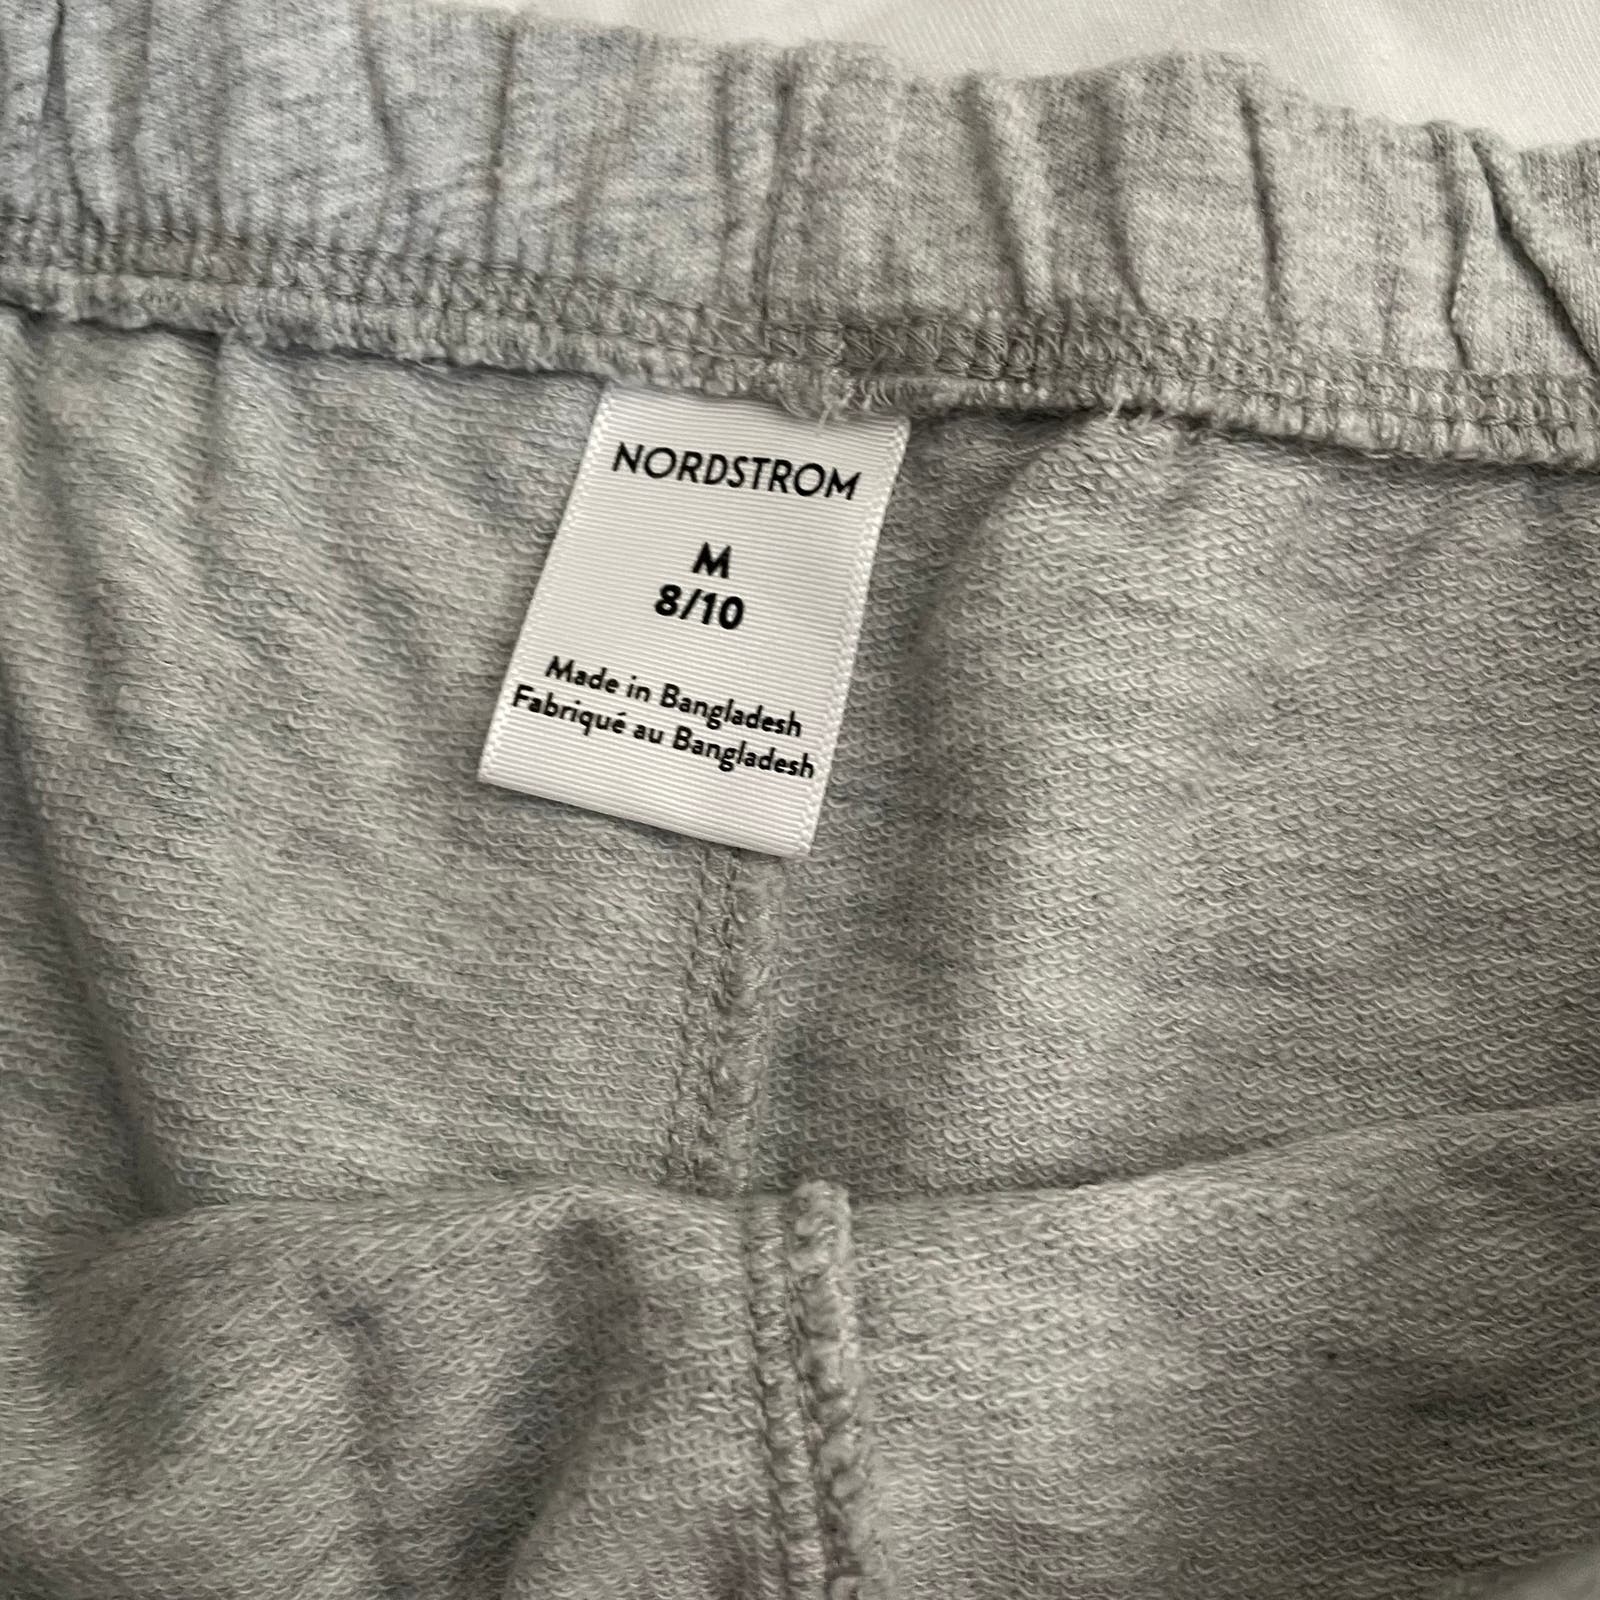 NORDSTROM
M
8/10
Made in Bangladesh
Fabriqué au Bangladesh